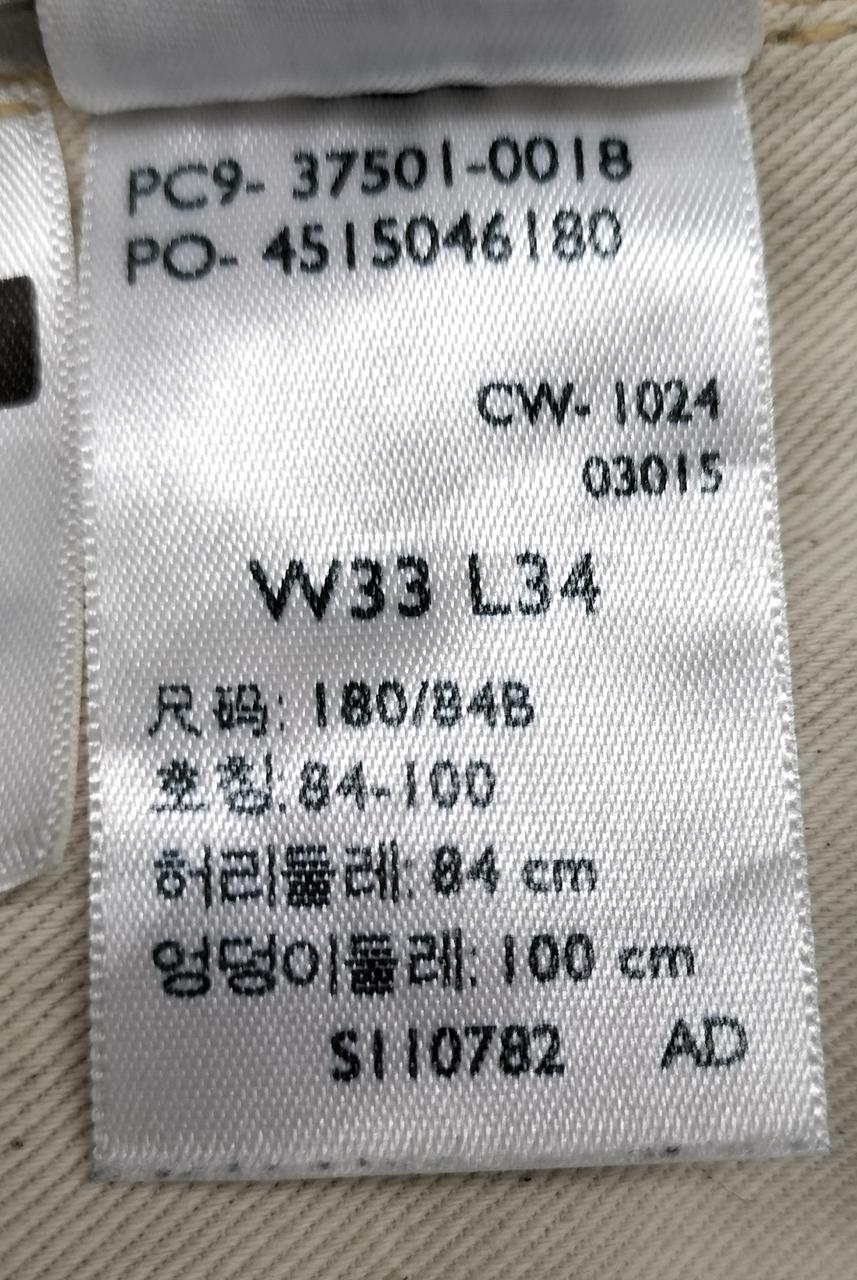 PC9- 37501-0018
PO- 4515046180
CW- 1024
03015
W33 L34
尺码: 180/84B
호칭: 84-100
허리둘레: 84 cm
엉덩이둘레: 100 cm
S110782 AD